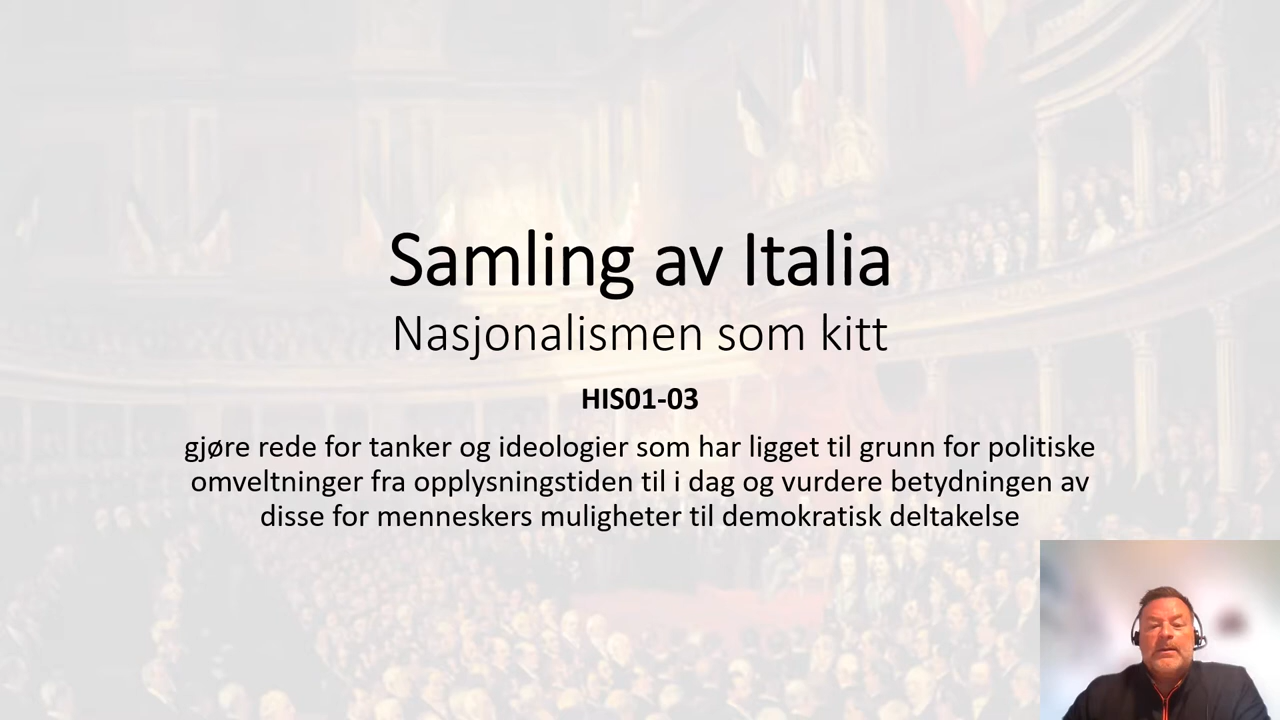 Samling av Italia
Nasjonalismen som kitt
HIS01-03
gjøre rede for tanker og ideologier som har ligget til grunn for politiske
omveltninger fra opplysningstiden til i dag og vurdere betydningen av
disse for menneskers muligheter til demokratisk deltakelse